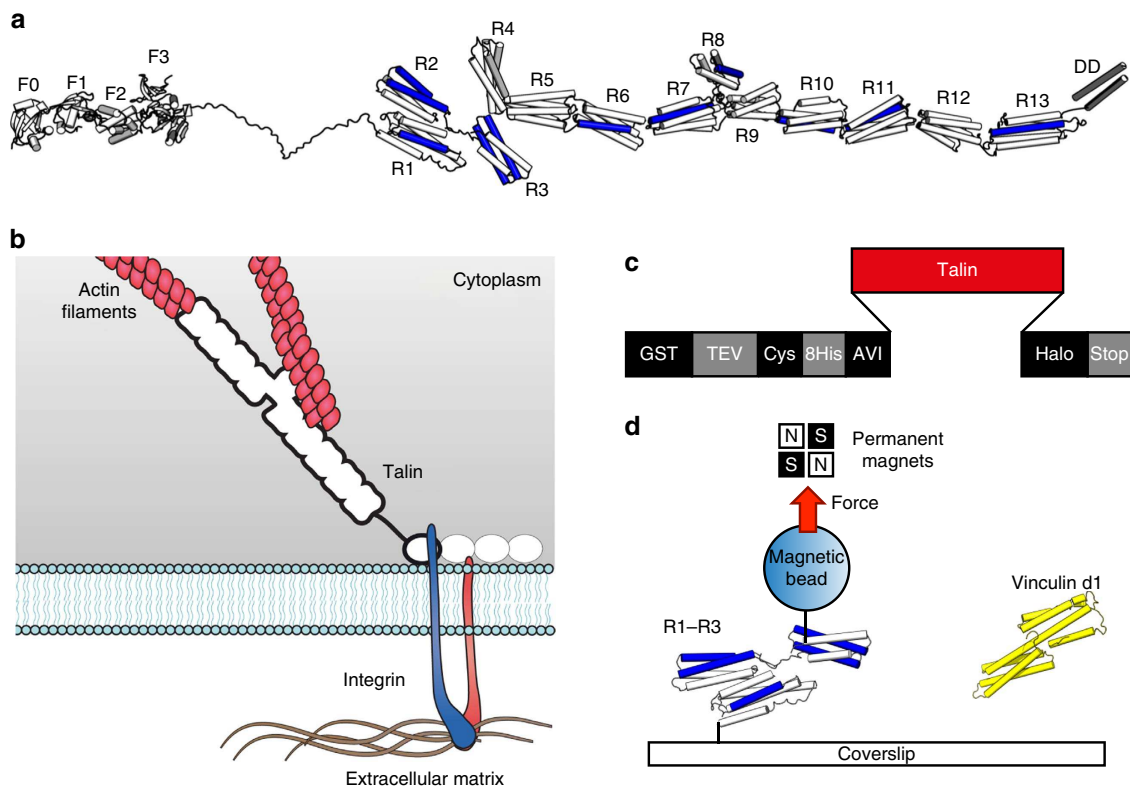 a
F0
F1
F2
F3
R1
R2
R3
R4
R5
R6
R7
R8
R9
R10
R11
R12
R13
DD
b
Actin
filaments
Cytoplasm
Talin
Integrin
Extracellular matrix
c
Talin
GST TEV Cys 8His AVI Halo Stop
d
N S
S N
Permanent
magnets
Force
Magnetic
bead
R1–R3
Vinculin d1
Coverslip